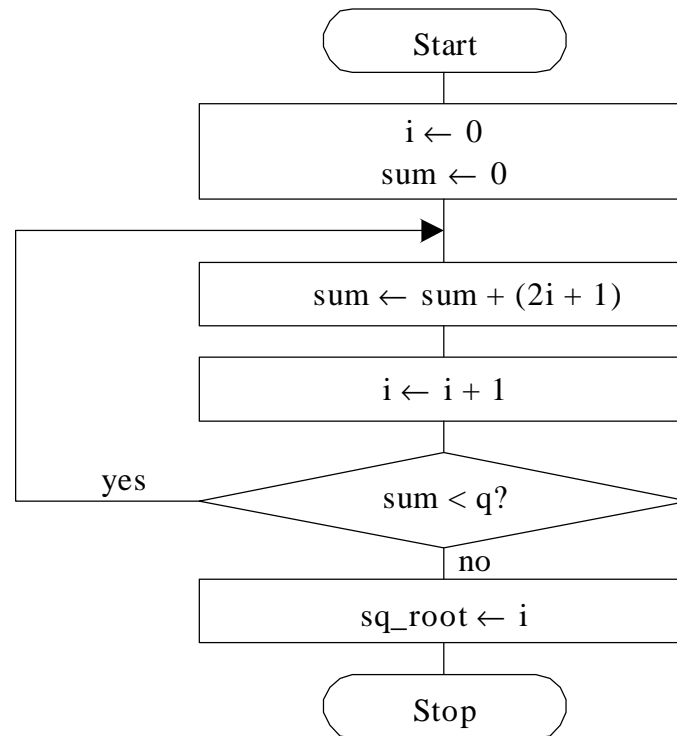 Start
i ← 0
sum ← 0
sum ← sum + (2i + 1)
i ← i + 1
yes
sum < q?
no
sq_root ← i
Stop